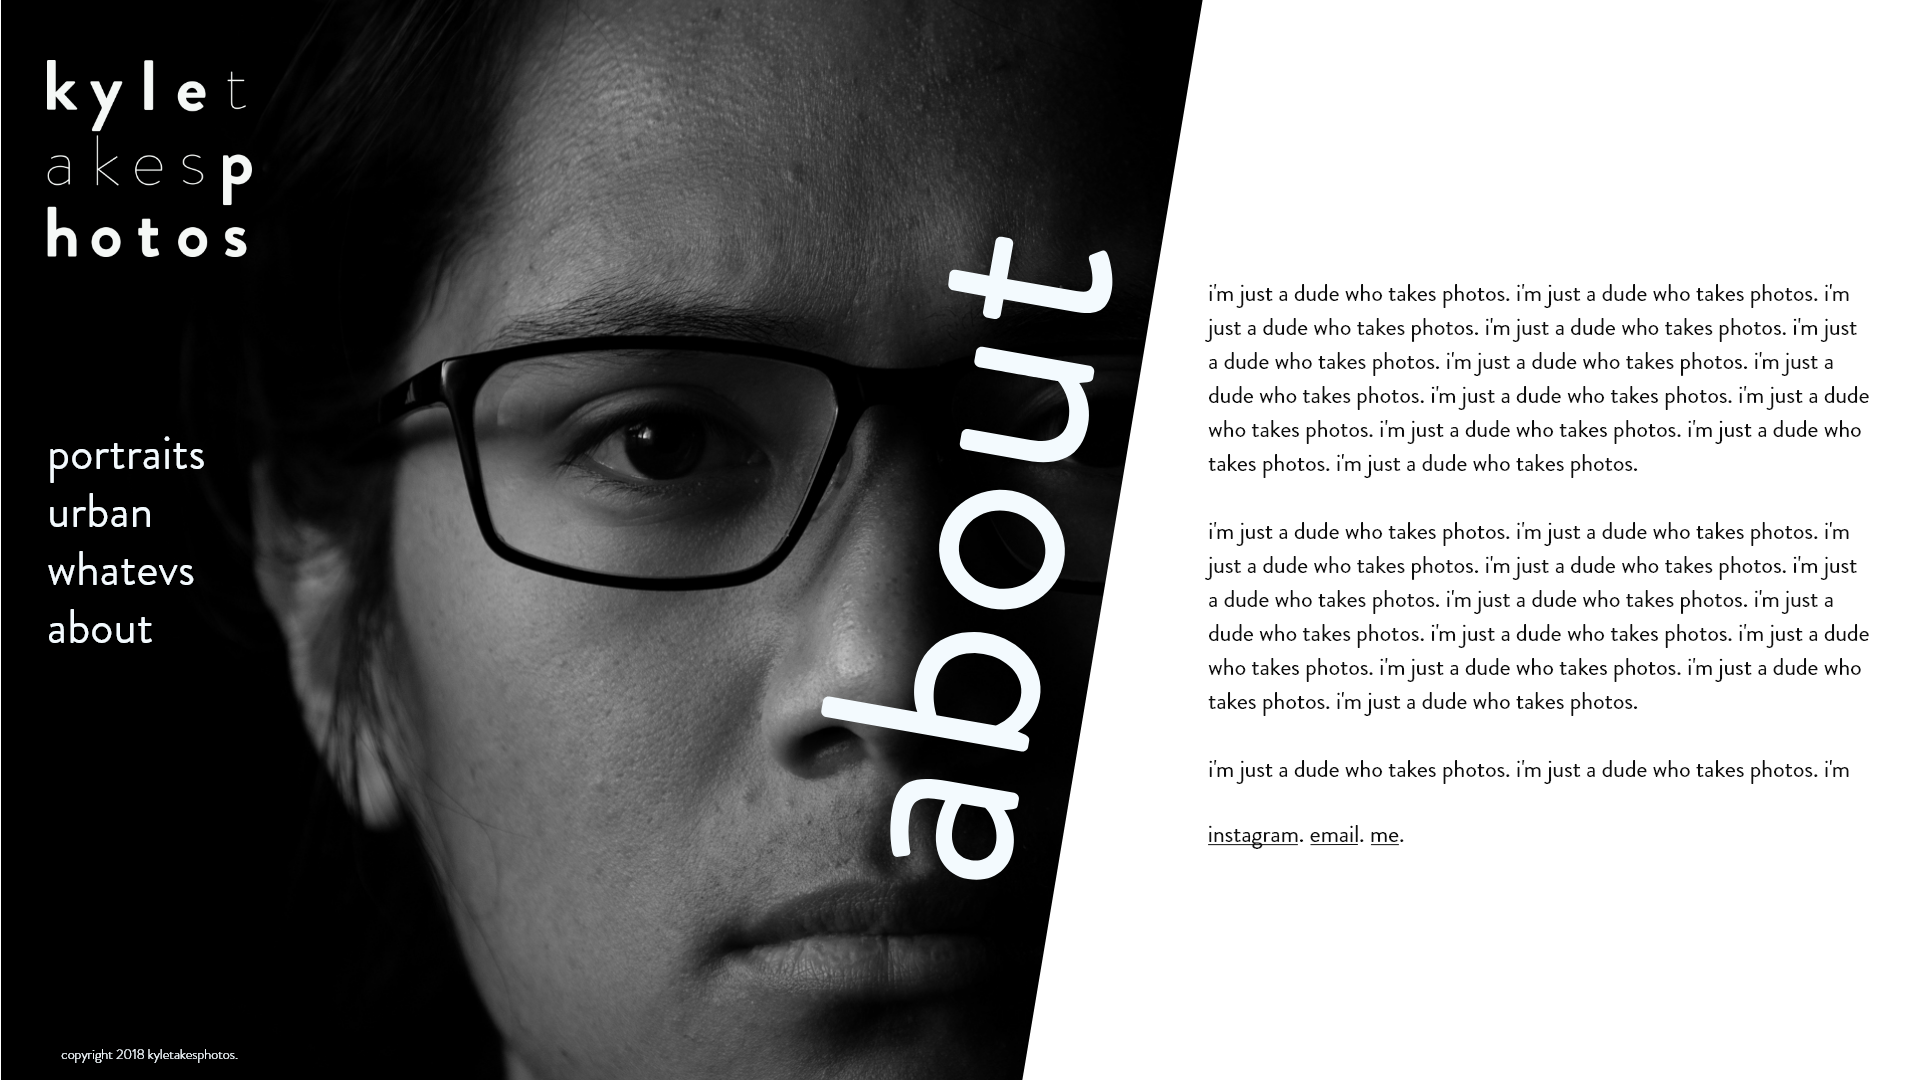 kylet
akesp
hotos
portraits
urban
whatevs
about
about
i'm just a dude who takes photos. i'm just a dude who takes photos. i'm
just a dude who takes photos. i'm just a dude who takes photos. i'm just
a dude who takes photos. i'm just a dude who takes photos. i'm just a
dude who takes photos. i'm just a dude who takes photos. i'm just a dude
who takes photos. i'm just a dude who takes photos. i'm just a dude who
takes photos. i'm just a dude who takes photos.
i'm just a dude who takes photos. i'm just a dude who takes photos. i'm
just a dude who takes photos. i'm just a dude who takes photos. i'm just
a dude who takes photos. i'm just a dude who takes photos. i'm just a
dude who takes photos. i'm just a dude who takes photos. i'm just a dude
who takes photos. i'm just a dude who takes photos. i'm just a dude who
takes photos. i'm just a dude who takes photos.
i'm just a dude who takes photos. i'm just a dude who takes photos. i'm
instagram. email. me.
copyright 2018 kyletakesphotos.